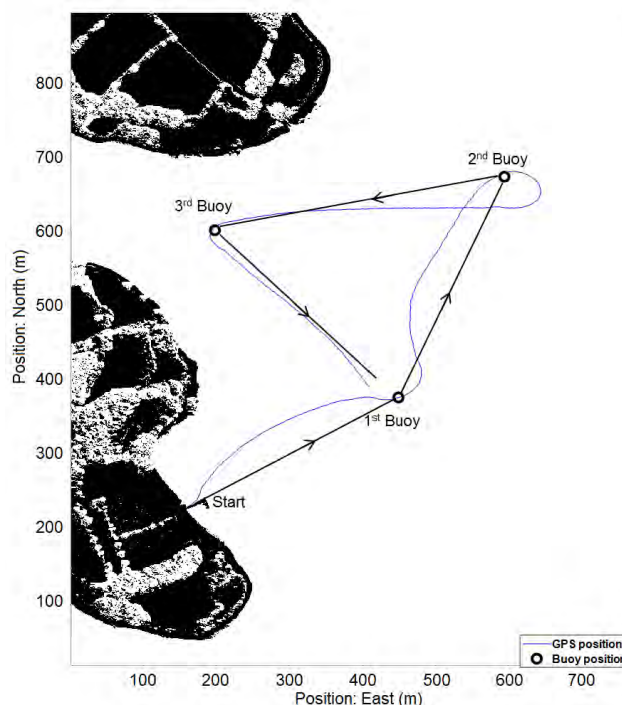 800
700
600
500
400
300
200
100
Position: North (m)
2nd Buoy
3rd Buoy
1st Buoy
Start
GPS position
Buoy position
100
200
300
400
500
600
700
Position: East (m)